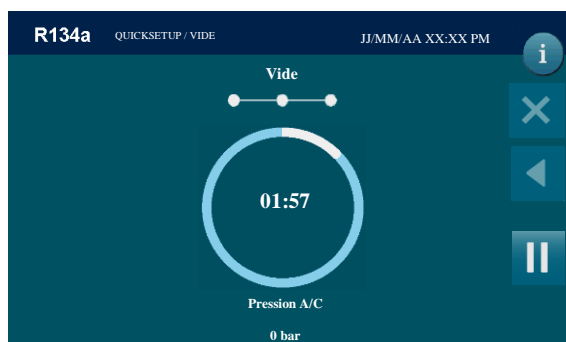 R134a QUICKSETUP / VIDE JJ/MM/AA XX:XX PM
i
Vide
01:57
Pression A/C
0 bar